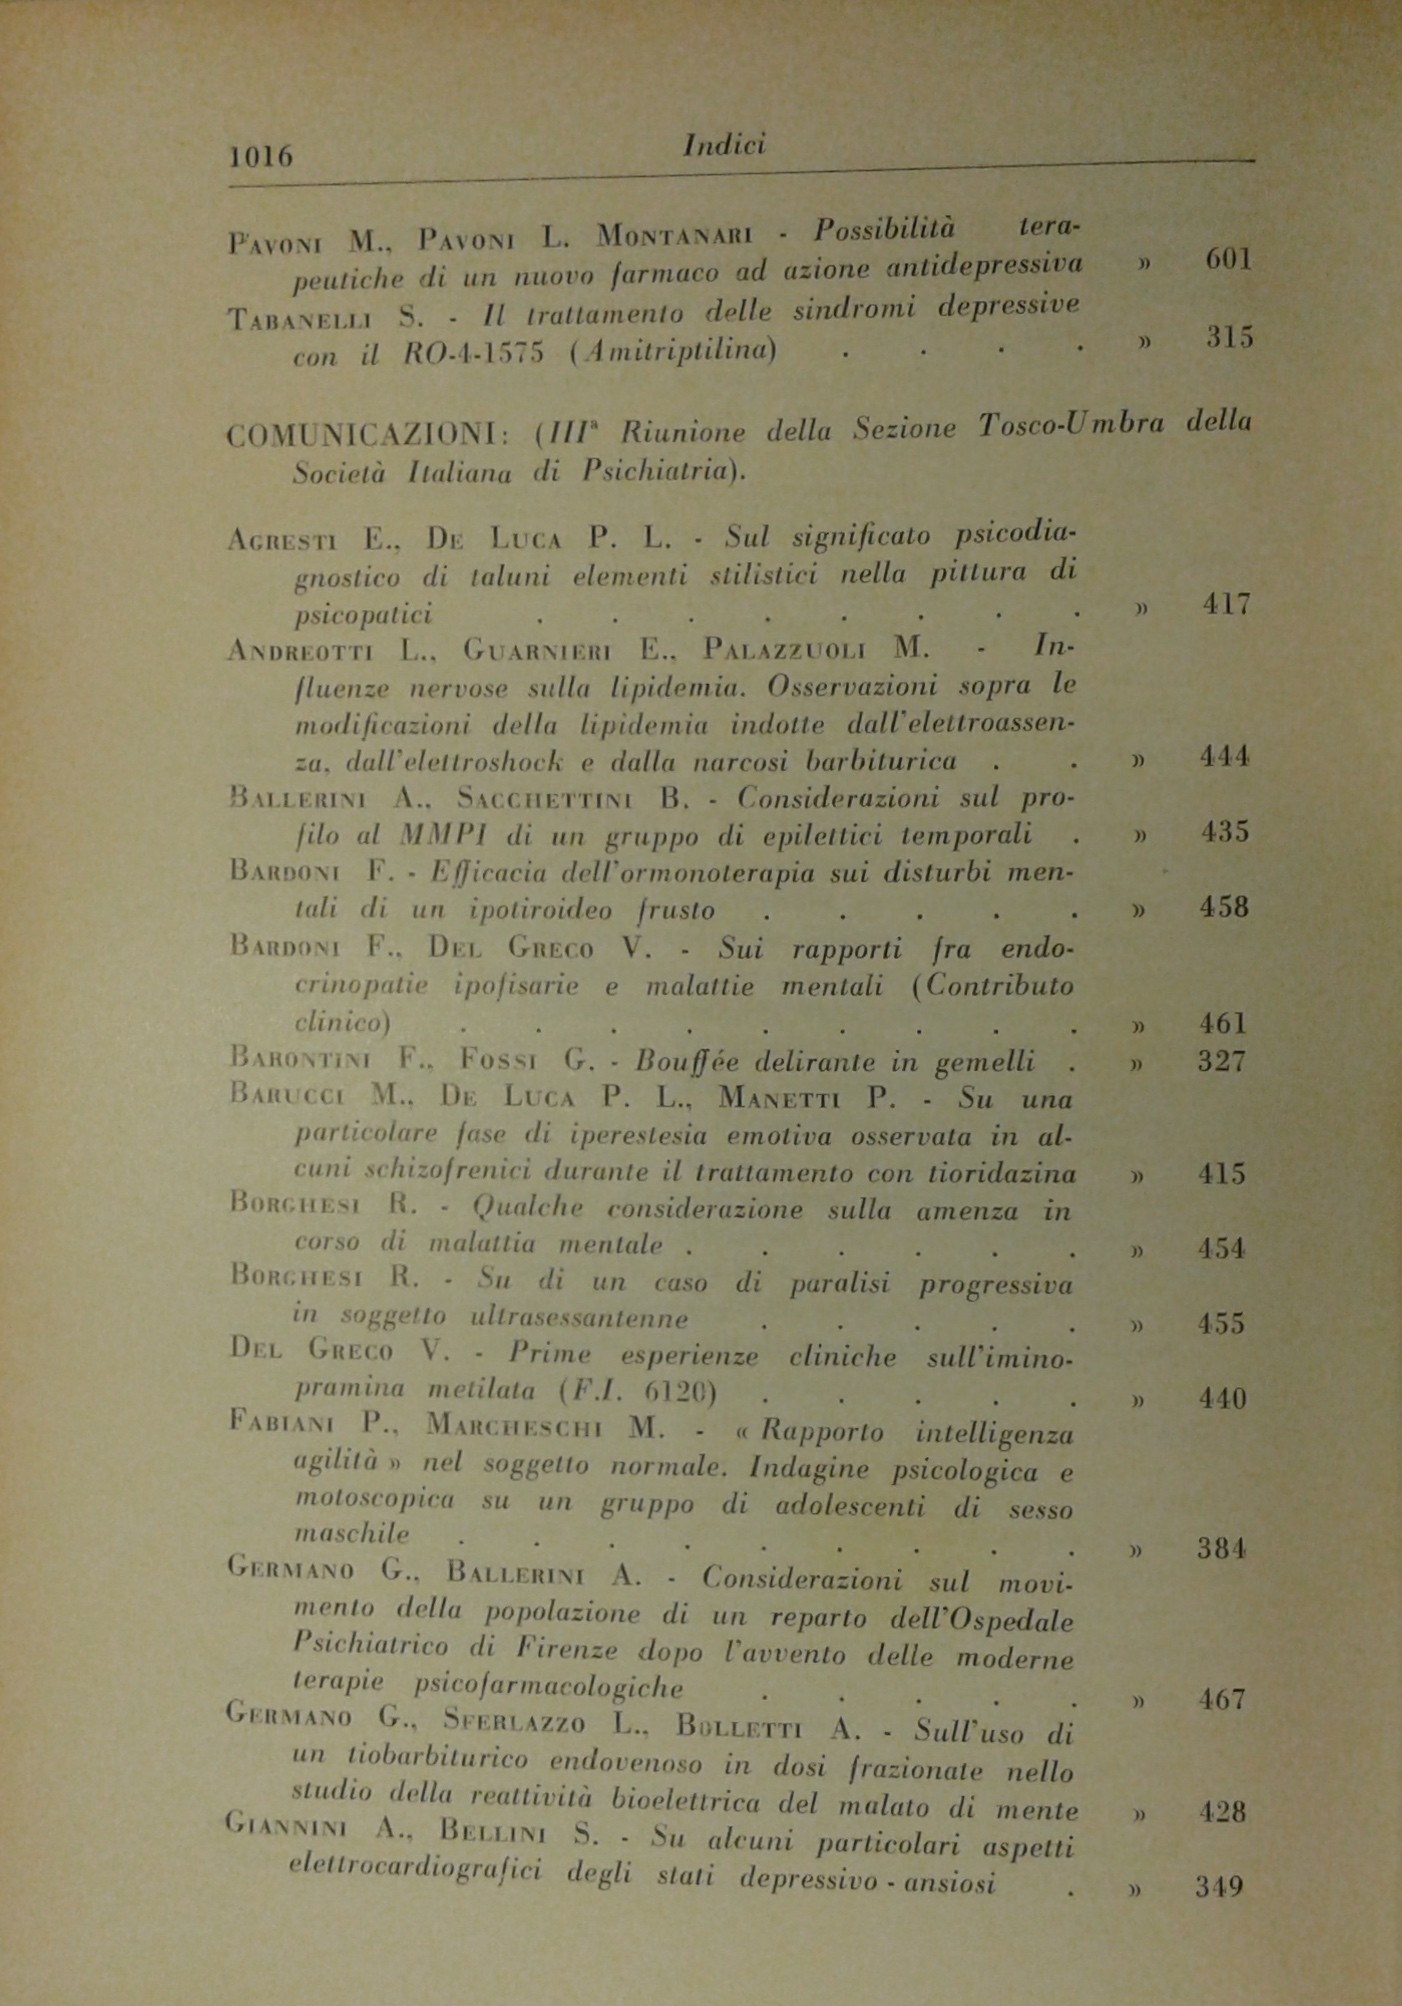 1016
Indici
Pavoni M., Pavoni L. Montanari - Possibilità tera-
peutiche di un nuovo farmaco ad azione antidepressiva » 601
Tabanelli S. - Il trattamento delle sindromi depressive
con il RO-4-1575 (Amitriptilina) . . . . » 315
COMUNICAZIONI: (IIIª Riunione della Sezione Tosco-Umbra della
Società Italiana di Psichiatria).
Agresti E., De Luca P. L. - Sul significato psicodia-
gnostico di taluni elementi stilistici nella pittura di
psicopatici . . . . . . . . » 417
Andreotti L., Guarnieri E., Palazzuoli M. - In-
fluenze nervose sulla lipidemia. Osservazioni sopra le
modificazioni della lipidemia indotte dall'elettroassen-
za, dall'elettroshock e dalla narcosi barbiturica . . » 444
Ballerini A., Sacchettini B. - Considerazioni sul pro-
filo al MMPI di un gruppo di epilettici temporali . » 435
Bardoni F. - Efficacia dell'ormonoterapia sui disturbi men-
tali di un ipotiroideo frusto . . . . . » 458
Bardoni F., Del Greco V. - Sui rapporti fra endo-
crinopatie ipofisarie e malattie mentali (Contributo
clinico) . . . . . . . . . » 461
Barontini F., Fossi G. - Bouffée delirante in gemelli . » 327
Barucci M., De Luca P. L., Manetti P. - Su una
particolare fase di iperestesia emotiva osservata in al-
cuni schizofrenici durante il trattamento con tioridazina » 415
Borghesi R. - Qualche considerazione sulla amenza in
corso di malattia mentale . . . . . . » 454
Borghesi R. - Su di un caso di paralisi progressiva
in soggetto ultrasessantenne . . . . . » 455
Del Greco V. - Prime esperienze cliniche sull'imino-
pramina metilata (F.I. 6120) . . . . . » 440
Fabiani P., Marcheschi M. - « Rapporto intelligenza
agilità » nel soggetto normale. Indagine psicologica e
motoscopica su un gruppo di adolescenti di sesso
maschile . . . . . . . . . » 384
Germano G., Ballerini A. - Considerazioni sul movi-
mento della popolazione di un reparto dell'Ospedale
Psichiatrico di Firenze dopo l'avvento delle moderne
terapie psicofarmacologiche . . . . . » 467
Germano G., Sferlazzo L., Bolletti A. - Sull'uso di
un tiobarbiturico endovenoso in dosi frazionate nello
studio della reattività bioelettrica del malato di mente » 428
Giannini A., Bellini S. - Su alcuni particolari aspetti
elettrocardiografici degli stati depressivo - ansiosi . » 349